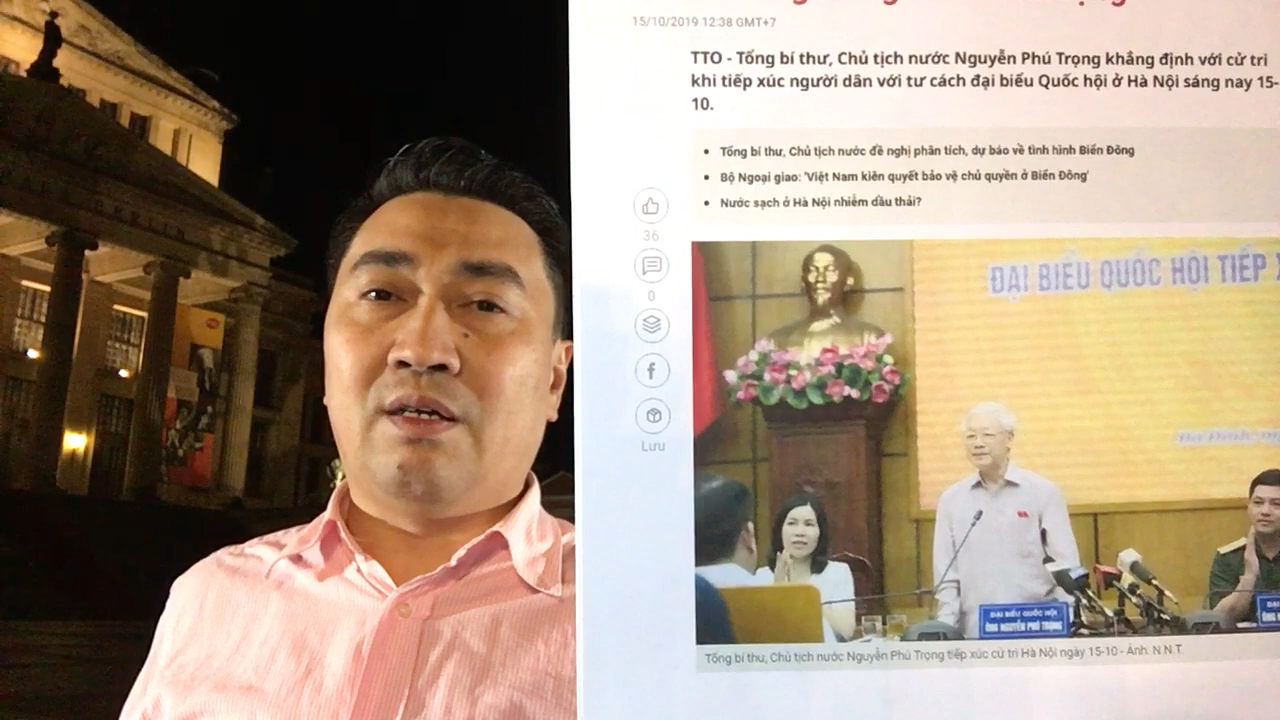 15/10/2019 12:38 GMT+7
TTO - Tổng bí thư, Chủ tịch nước Nguyễn Phú Trọng khẳng định với cử tri
khi tiếp xúc người dân với tư cách đại biểu Quốc hội ở Hà Nội sáng nay 15-
10.
Tổng bí thư, Chủ tịch nước đề nghị phân tích, dự báo về tình hình Biển Đông
Bộ Ngoại giao: 'Việt Nam kiên quyết bảo vệ chủ quyền ở Biển Đông'
Nước sạch ở Hà Nội nhiễm dầu thải?
36
0
Lưu
ĐẠI BIỂU QUỐC HỘI TIẾP
ĐẠI BIỂU QUỐC HỘI
ÔNG NGUYỄN PHÚ TRỌNG
Tổng bí thư, Chủ tịch nước Nguyễn Phú Trọng tiếp xúc cử tri Hà Nội ngày 15-10 - Ảnh: N.N.T